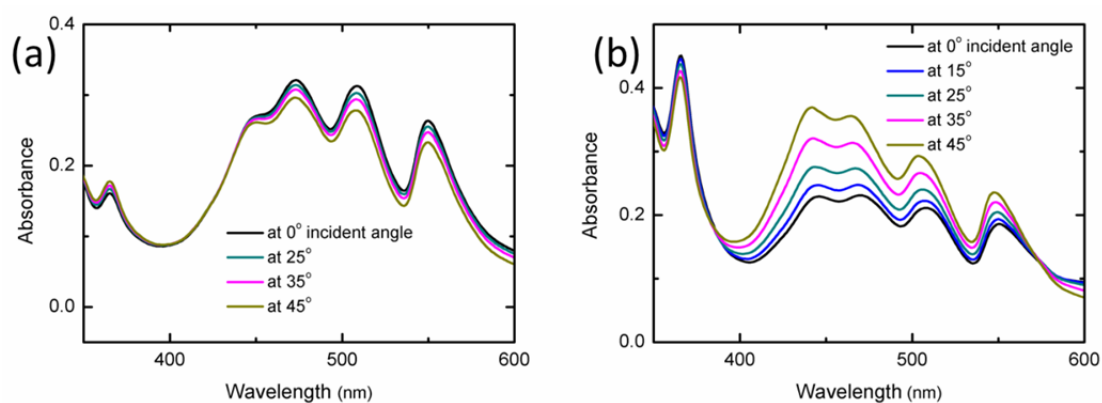 (a)
0.4
0.2
0.0
Absorbance
at 0° incident angle
at 25°
at 35°
at 45°
400
500
600
Wavelength (nm)
(b)
0.4
0.2
0.0
Absorbance
at 0° incident angle
at 15°
at 25°
at 35°
at 45°
400
500
600
Wavelength (nm)